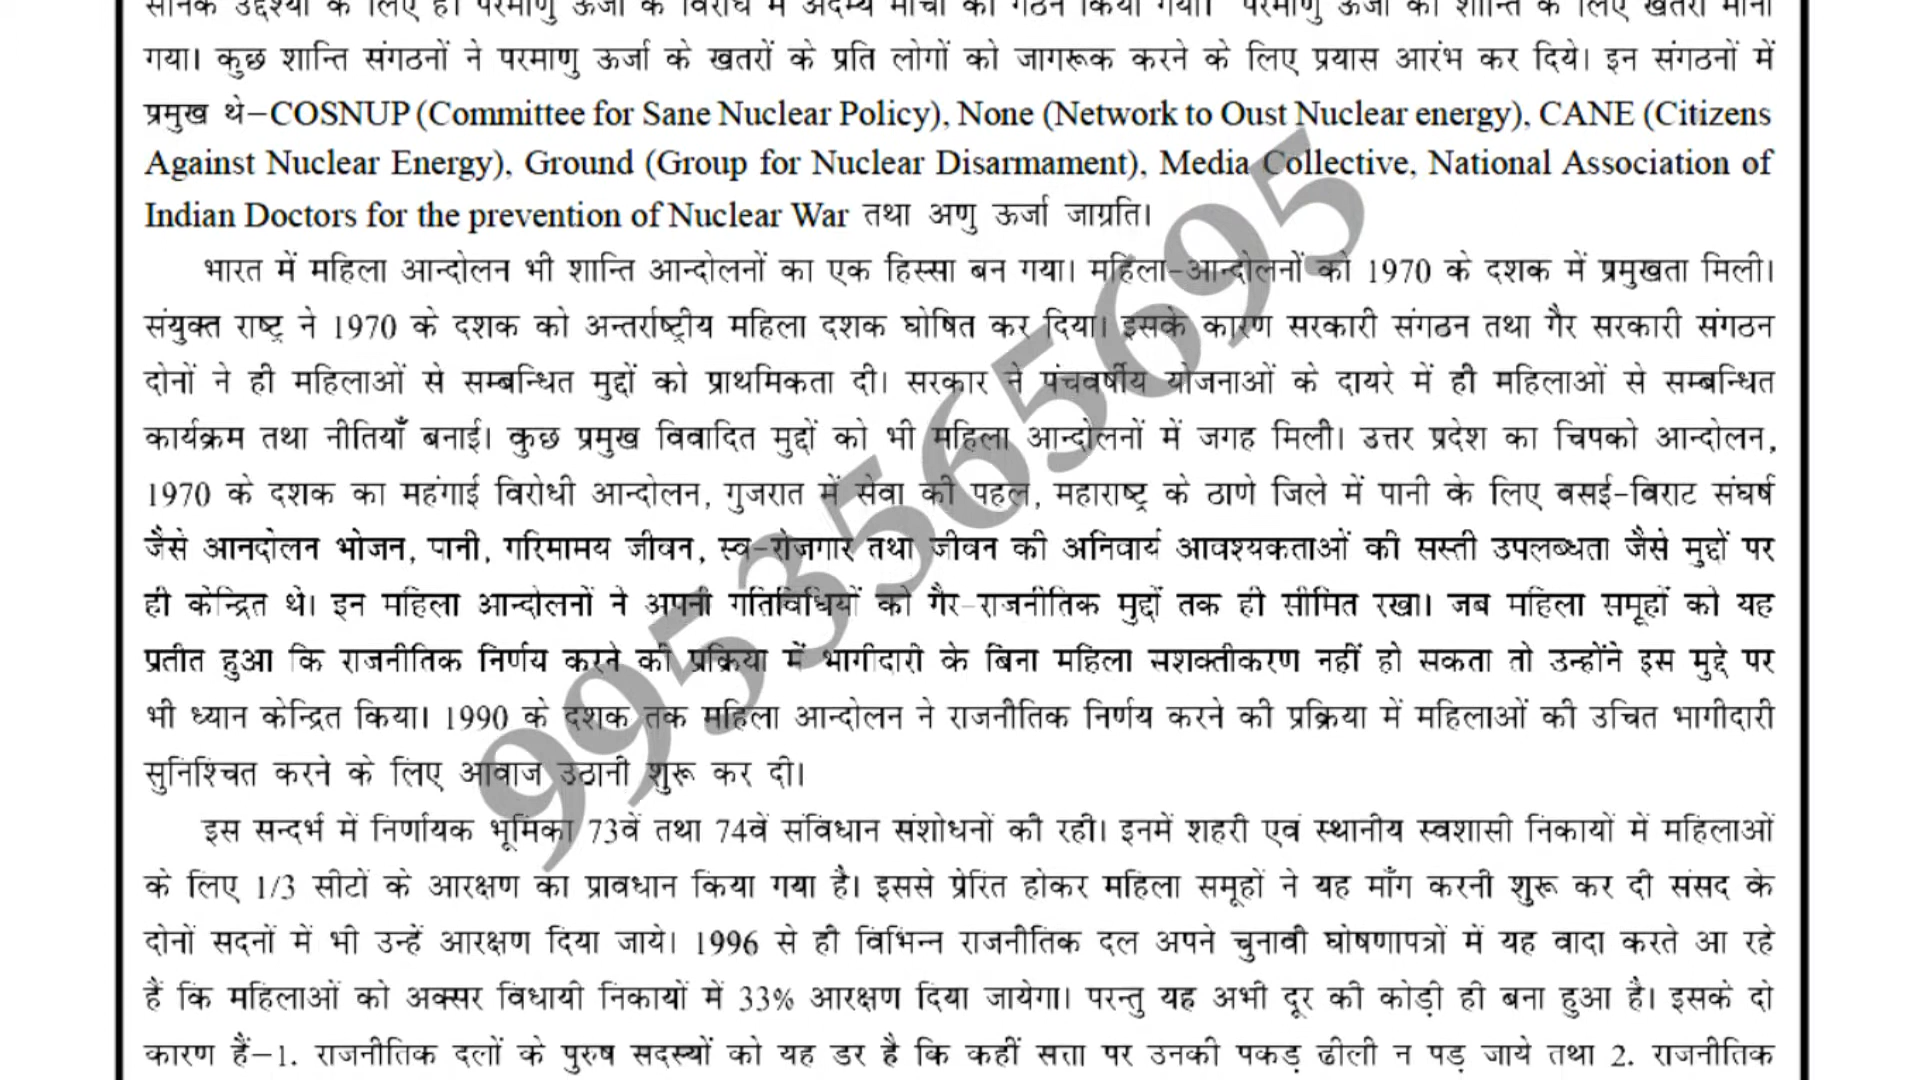 सैनिक उद्देश्यों के लिए है। परमाणु ऊर्जा के विरोध में अदम्य मोर्चा का गठन किया गया। परमाणु ऊर्जा को शान्ति के लिए खतरा माना
गया। कुछ शान्ति संगठनों ने परमाणु ऊर्जा के खतरों के प्रति लोगों को जागरूक करने के लिए प्रयास आरंभ कर दिये। इन संगठनों में
प्रमुख थे–COSNUP (Committee for Sane Nuclear Policy), None (Network to Oust Nuclear energy), CANE (Citizens
Against Nuclear Energy), Ground (Group for Nuclear Disarmament), Media Collective, National Association of
Indian Doctors for the prevention of Nuclear War तथा अणु ऊर्जा जाग्रति।
भारत में महिला आन्दोलन भी शान्ति आन्दोलनों का एक हिस्सा बन गया। महिला-आन्दोलनों को 1970 के दशक में प्रमुखता मिली।
संयुक्त राष्ट्र ने 1970 के दशक को अन्तर्राष्ट्रीय महिला दशक घोषित कर दिया। इसके कारण सरकारी संगठन तथा गैर सरकारी संगठन
दोनों ने ही महिलाओं से सम्बन्धित मुद्दों को प्राथमिकता दी। सरकार ने पंचवर्षीय योजनाओं के दायरे में ही महिलाओं से सम्बन्धित
कार्यक्रम तथा नीतियाँ बनाई। कुछ प्रमुख विवादित मुद्दों को भी महिला आन्दोलनों में जगह मिली। उत्तर प्रदेश का चिपको आन्दोलन,
1970 के दशक का महंगाई विरोधी आन्दोलन, गुजरात में सेवा की पहल, महाराष्ट्र के ठाणे जिले में पानी के लिए वसई-विराट संघर्ष
जैसे आनदोलन भोजन, पानी, गरिमामय जीवन, स्व-रोजगार तथा जीवन की अनिवार्य आवश्यकताओं की सस्ती उपलब्धता जैसे मुद्दों पर
ही केन्द्रित थे। इन महिला आन्दोलनों ने अपनी गतिविधियों को गैर-राजनीतिक मुद्दों तक ही सीमित रखा। जब महिला समूहों को यह
प्रतीत हुआ कि राजनीतिक निर्णय करने की प्रक्रिया में भागीदारी के बिना महिला सशक्तीकरण नहीं हो सकता तो उन्होंने इस मुद्दे पर
भी ध्यान केन्द्रित किया। 1990 के दशक तक महिला आन्दोलन ने राजनीतिक निर्णय करने की प्रक्रिया में महिलाओं की उचित भागीदारी
सुनिश्चित करने के लिए आवाज उठानी शुरू कर दी।
इस सन्दर्भ में निर्णायक भूमिका 73वें तथा 74वें संविधान संशोधनों की रही। इनमें शहरी एवं स्थानीय स्वशासी निकायों में महिलाओं
के लिए 1/3 सीटों के आरक्षण का प्रावधान किया गया है। इससे प्रेरित होकर महिला समूहों ने यह माँग करनी शुरू कर दी संसद के
दोनों सदनों में भी उन्हें आरक्षण दिया जाये। 1996 से ही विभिन्न राजनीतिक दल अपने चुनावी घोषणापत्रों में यह वादा करते आ रहे
हैं कि महिलाओं को अक्सर विधायी निकायों में 33% आरक्षण दिया जायेगा। परन्तु यह अभी दूर की कोड़ी ही बना हुआ है। इसके दो
कारण हैं–1. राजनीतिक दलों के पुरुष सदस्यों को यह डर है कि कहीं सत्ता पर उनकी पकड़ ढीली न पड़ जाये तथा 2. राजनीतिक
9953565695